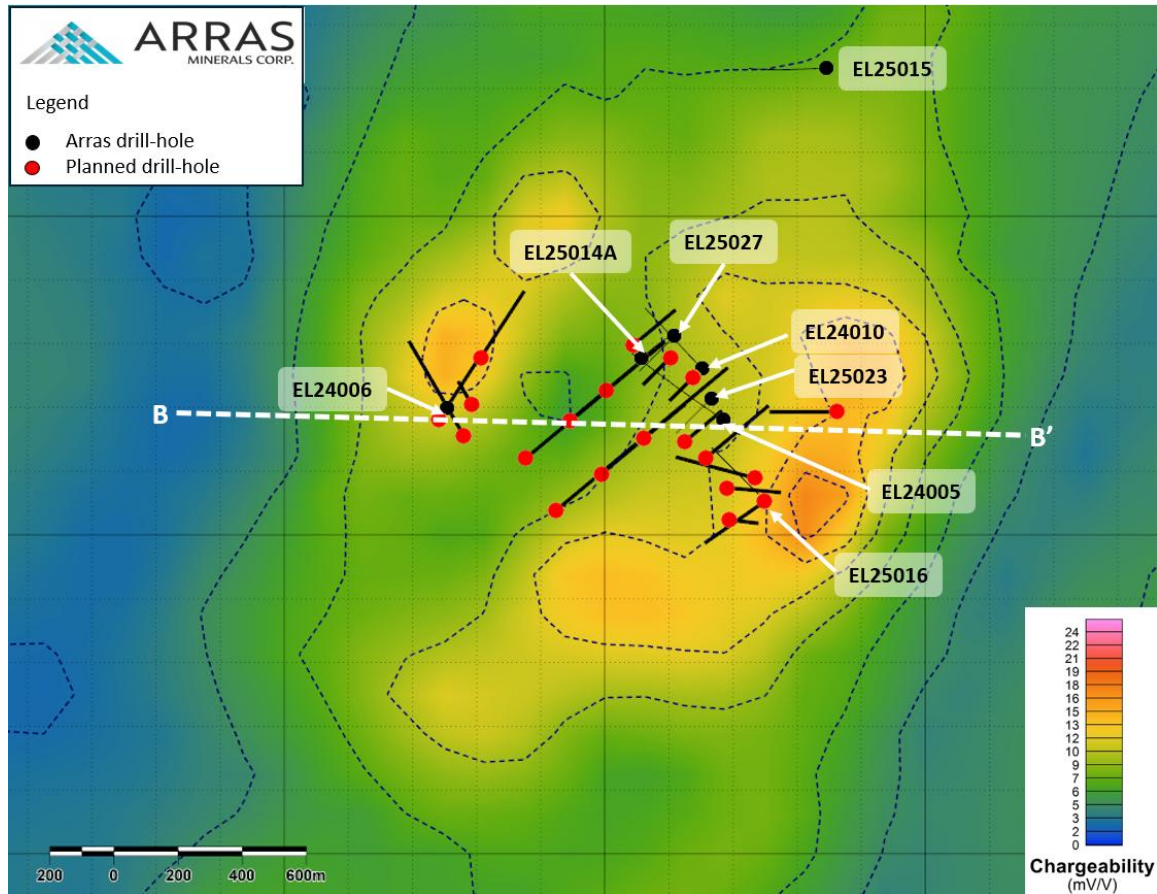 ARRAS
MINERALS CORP.
Legend
Arras drill-hole
Planned drill-hole
EL25015
EL25027
EL25014A
EL24010
EL25023
EL24006
B
B'
EL24005
EL25016
200 0 200 400 600m
24
22
21
19
18
16
15
13
12
10
9
7
6
5
3
2
0
Chargeability
(mV/V)